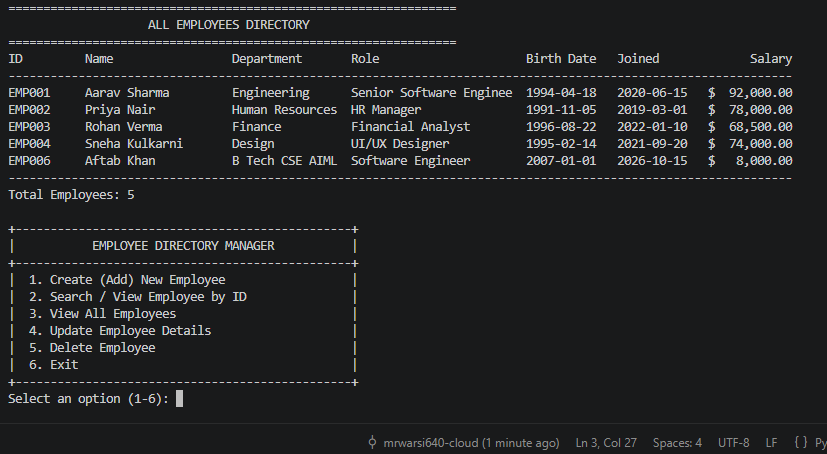 ================================================================
ALL EMPLOYEES DIRECTORY
================================================================
ID Name Department Role Birth Date Joined Salary
----------------------------------------------------------------------------------------------------------------
EMP001 Aarav Sharma Engineering Senior Software Enginee 1994-04-18 2020-06-15 $ 92,000.00
EMP002 Priya Nair Human Resources HR Manager 1991-11-05 2019-03-01 $ 78,000.00
EMP003 Rohan Verma Finance Financial Analyst 1996-08-22 2022-01-10 $ 68,500.00
EMP004 Sneha Kulkarni Design UI/UX Designer 1995-02-14 2021-09-20 $ 74,000.00
EMP006 Aftab Khan B Tech CSE AIML Software Engineer 2007-01-01 2026-10-15 $ 8,000.00
----------------------------------------------------------------------------------------------------------------
Total Employees: 5
+------------------------------------------------+
| EMPLOYEE DIRECTORY MANAGER |
+------------------------------------------------+
| 1. Create (Add) New Employee |
| 2. Search / View Employee by ID |
| 3. View All Employees |
| 4. Update Employee Details |
| 5. Delete Employee |
| 6. Exit |
+------------------------------------------------+
Select an option (1-6):
mrwarsi640-cloud (1 minute ago) Ln 3, Col 27 Spaces: 4 UTF-8 LF { } Py